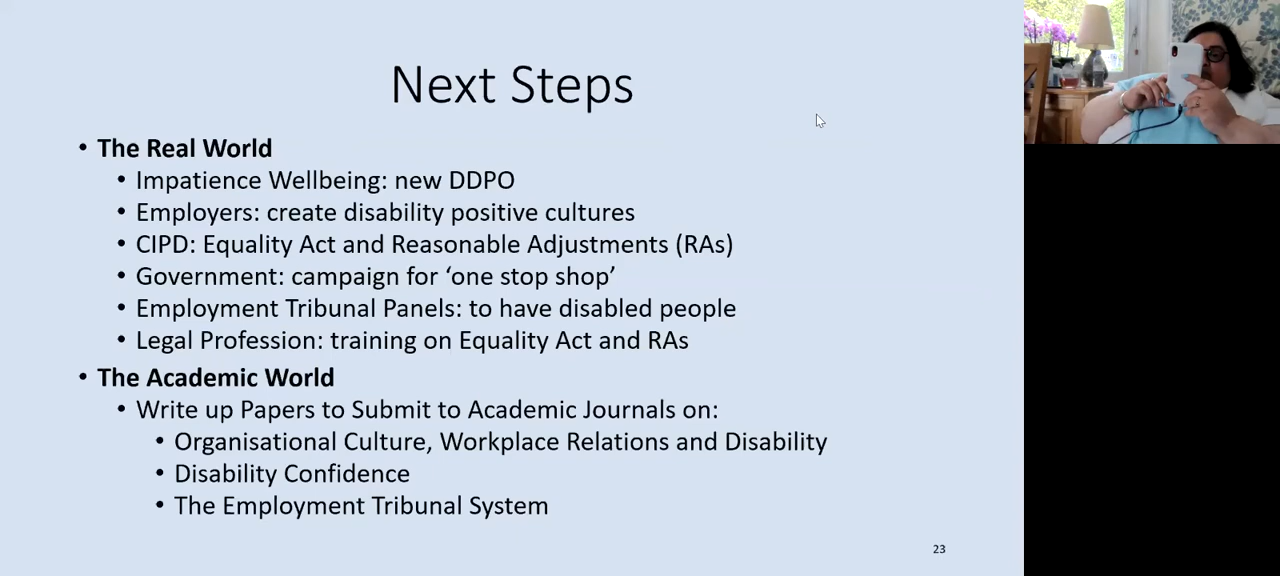 Next Steps
• The Real World
• Impatience Wellbeing: new DDPO
• Employers: create disability positive cultures
• CIPD: Equality Act and Reasonable Adjustments (RAs)
• Government: campaign for ‘one stop shop’
• Employment Tribunal Panels: to have disabled people
• Legal Profession: training on Equality Act and RAs
• The Academic World
• Write up Papers to Submit to Academic Journals on:
• Organisational Culture, Workplace Relations and Disability
• Disability Confidence
• The Employment Tribunal System
23